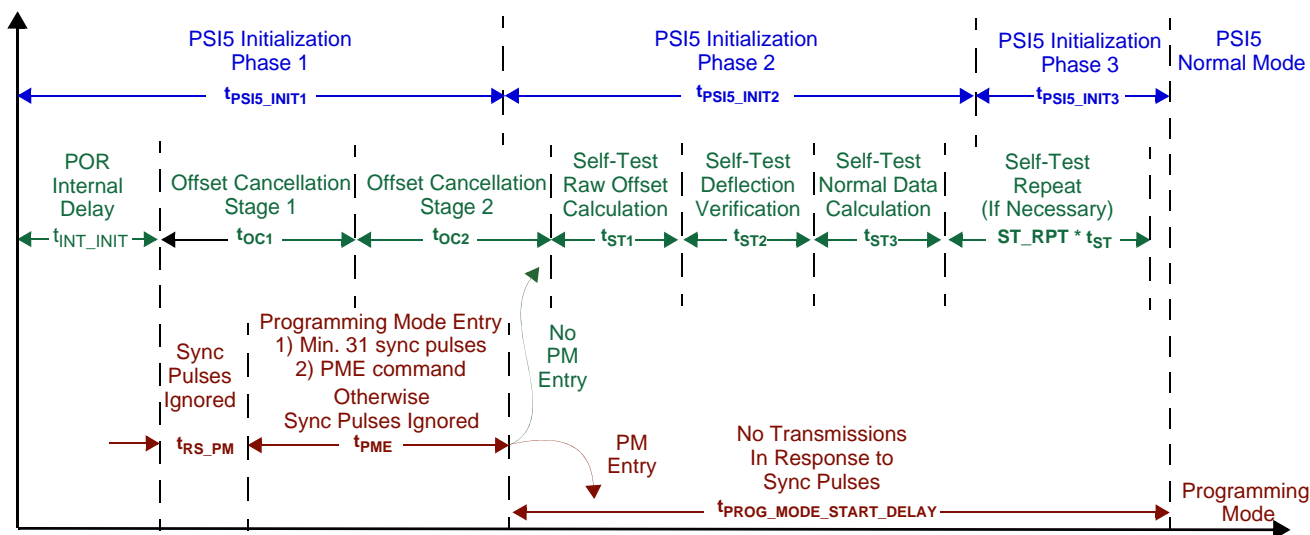 PSI5 Initialization
Phase 1
tPSI5_INIT1
PSI5 Initialization
Phase 2
tPSI5_INIT2
PSI5 Initialization
Phase 3
tPSI5_INIT3
PSI5
Normal Mode
POR
Internal
Delay
tINT_INIT
Offset Cancellation
Stage 1
tOC1
Offset Cancellation
Stage 2
tOC2
Self-Test
Raw Offset
Calculation
tST1
Self-Test
Deflection
Verification
tST2
Self-Test
Normal Data
Calculation
tST3
Self-Test
Repeat
(If Necessary)
ST_RPT * tST
Sync
Pulses
Ignored
tRS_PM
Programming Mode Entry
1) Min. 31 sync pulses
2) PME command
Otherwise
Sync Pulses Ignored
tPME
No
PM
Entry
PM
Entry
No Transmissions
In Response to
Sync Pulses
tPROG_MODE_START_DELAY
Programming
Mode